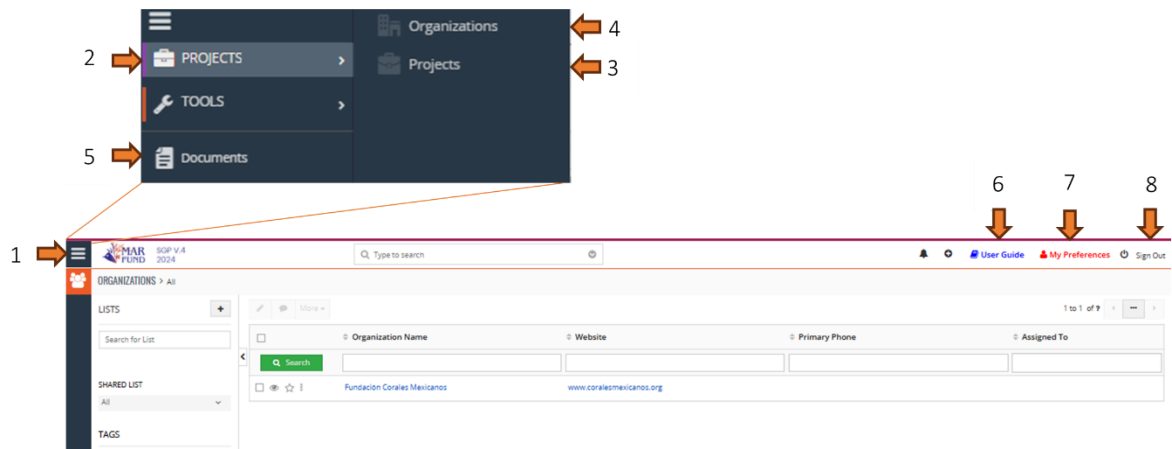 Organizations
4
2
PROJECTS
Projects
3
TOOLS
5
Documents
6
7
8
1
MAR FUND
SGP V.4
2024
Type to search
User Guide
My Preferences
Sign Out
ORGANIZATIONS > All
LISTS
+
More
1 to 1 of ?
Search for List
Organization Name
Website
Primary Phone
Assigned To
Search
SHARED LIST
Fundación Corales Mexicanos
www.coralesmexicanos.org
All
TAGS